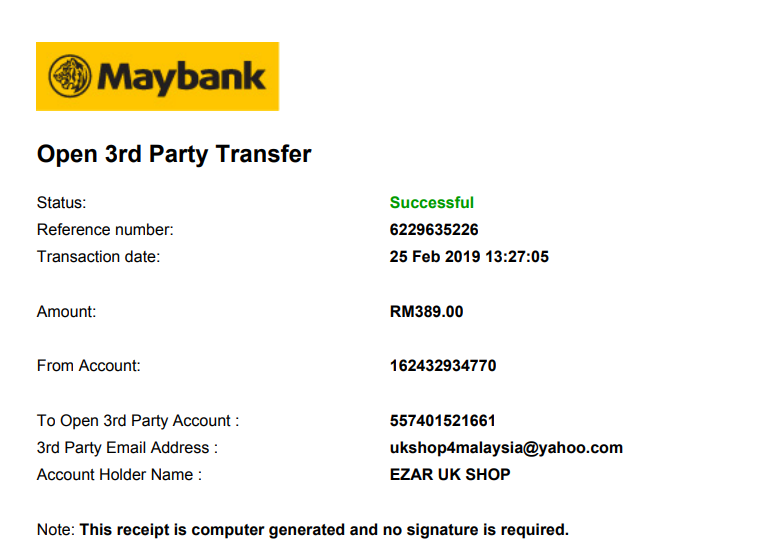 Maybank
Open 3rd Party Transfer
Status: Successful
Reference number: 6229635226
Transaction date: 25 Feb 2019 13:27:05
Amount: RM389.00
From Account: 162432934770
To Open 3rd Party Account : 557401521661
3rd Party Email Address : ukshop4malaysia@yahoo.com
Account Holder Name : EZAR UK SHOP
Note: This receipt is computer generated and no signature is required.